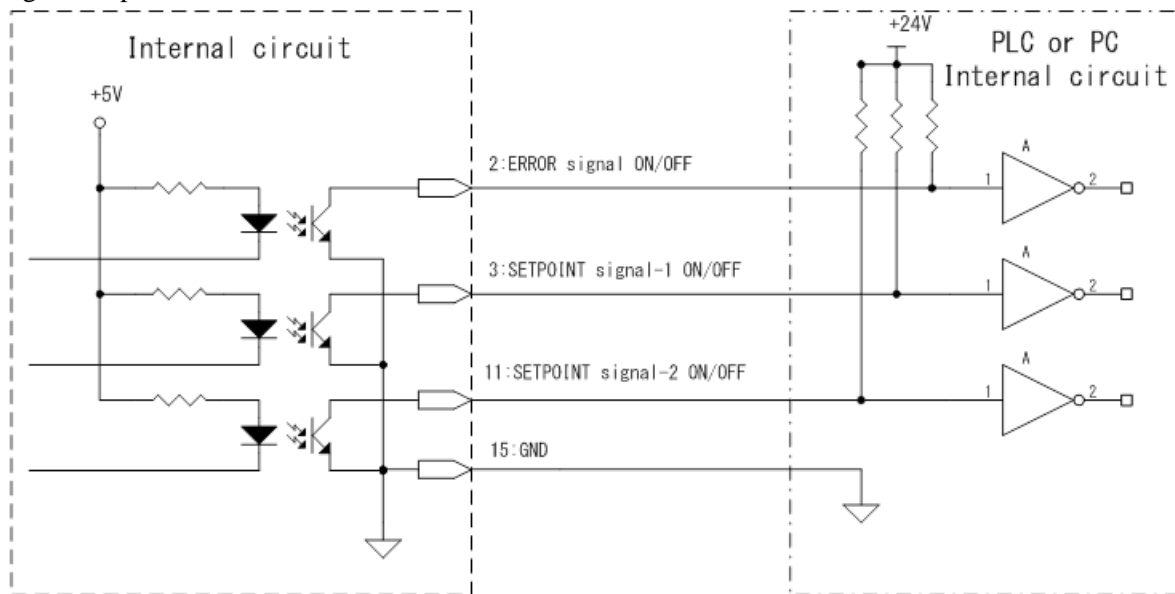 Internal circuit
+5V
+24V
PLC or PC
Internal circuit
2:ERROR signal ON/OFF
A
1
2
3:SETPOINT signal-1 ON/OFF
A
1
2
11:SETPOINT signal-2 ON/OFF
A
1
2
15:GND